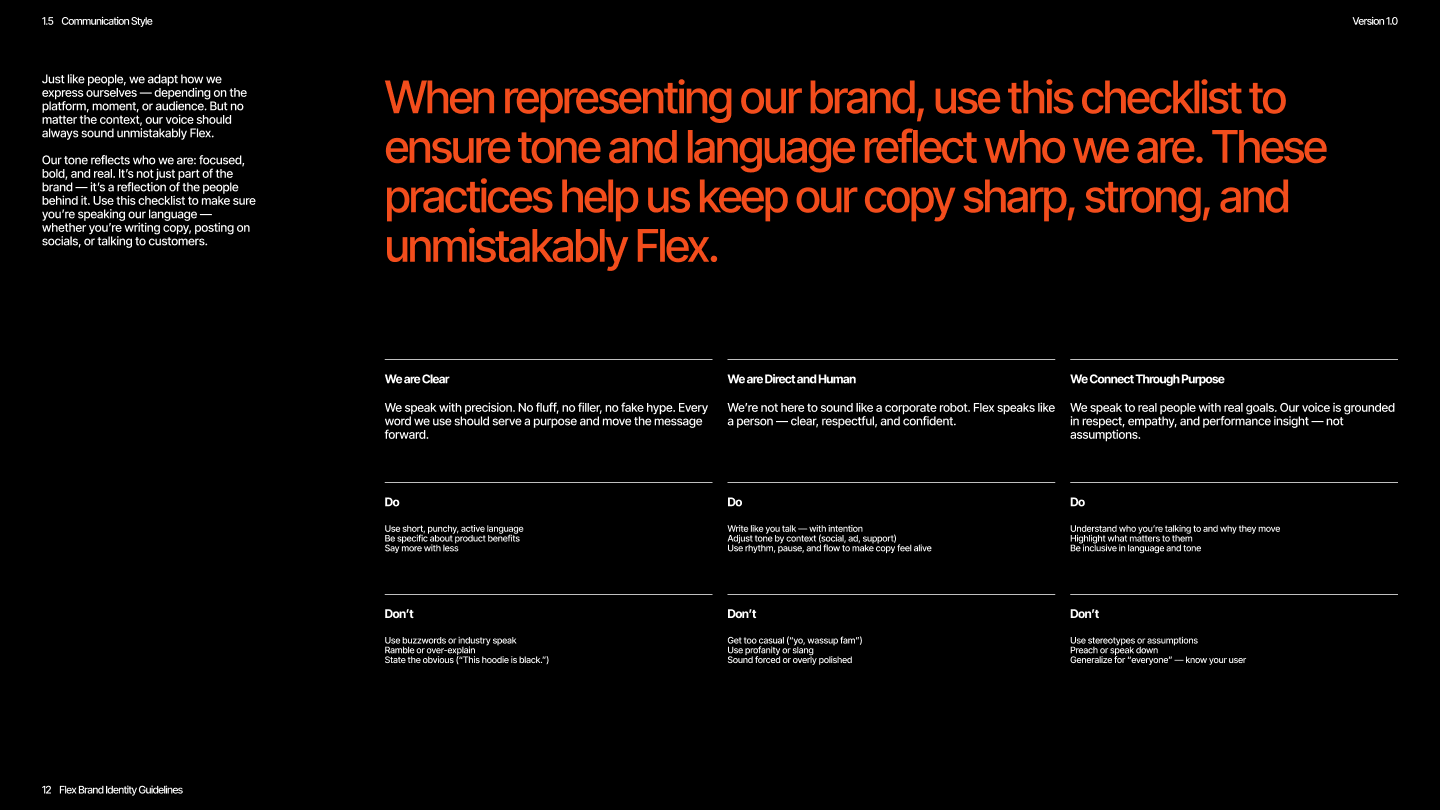 1.5 Communication Style
Version 1.0
Just like people, we adapt how we
express ourselves — depending on the
platform, moment, or audience. But no
matter the context, our voice should
always sound unmistakably Flex.
Our tone reflects who we are: focused,
bold, and real. It’s not just part of the
brand — it’s a reflection of the people
behind it. Use this checklist to make sure
you’re speaking our language —
whether you’re writing copy, posting on
socials, or talking to customers.
When representing our brand, use this checklist to
ensure tone and language reflect who we are. These
practices help us keep our copy sharp, strong, and
unmistakably Flex.
We are Clear
We speak with precision. No fluff, no filler, no fake hype. Every
word we use should serve a purpose and move the message
forward.
Do
Use short, punchy, active language
Be specific about product benefits
Say more with less
Don’t
Use buzzwords or industry speak
Ramble or over-explain
State the obvious (“This hoodie is black.”)
We are Direct and Human
We’re not here to sound like a corporate robot. Flex speaks like
a person — clear, respectful, and confident.
Do
Write like you talk — with intention
Adjust tone by context (social, ad, support)
Use rhythm, pause, and flow to make copy feel alive
Don’t
Get too casual (“yo, wassup fam”)
Use profanity or slang
Sound forced or overly polished
We Connect Through Purpose
We speak to real people with real goals. Our voice is grounded
in respect, empathy, and performance insight — not
assumptions.
Do
Understand who you’re talking to and why they move
Highlight what matters to them
Be inclusive in language and tone
Don’t
Use stereotypes or assumptions
Preach or speak down
Generalize for “everyone” — know your user
12 Flex Brand Identity Guidelines